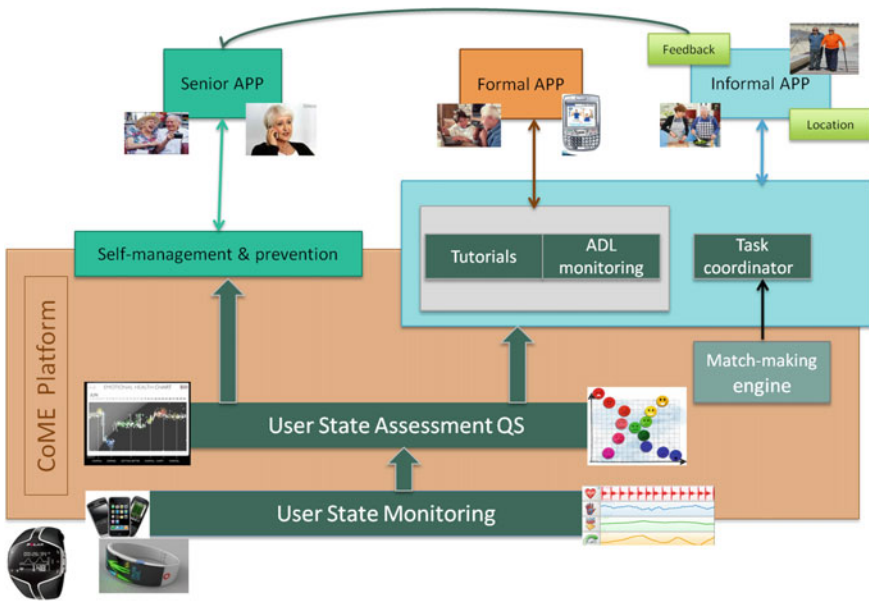 Feedback
Senior APP
Formal APP
Informal APP
Location
Self-management & prevention
Tutorials
ADL
monitoring
Task
coordinator
CoME Platform
Match-making
engine
EMOTIONAL HEALTH CHART
User State Assessment QS
User State Monitoring
POLAR